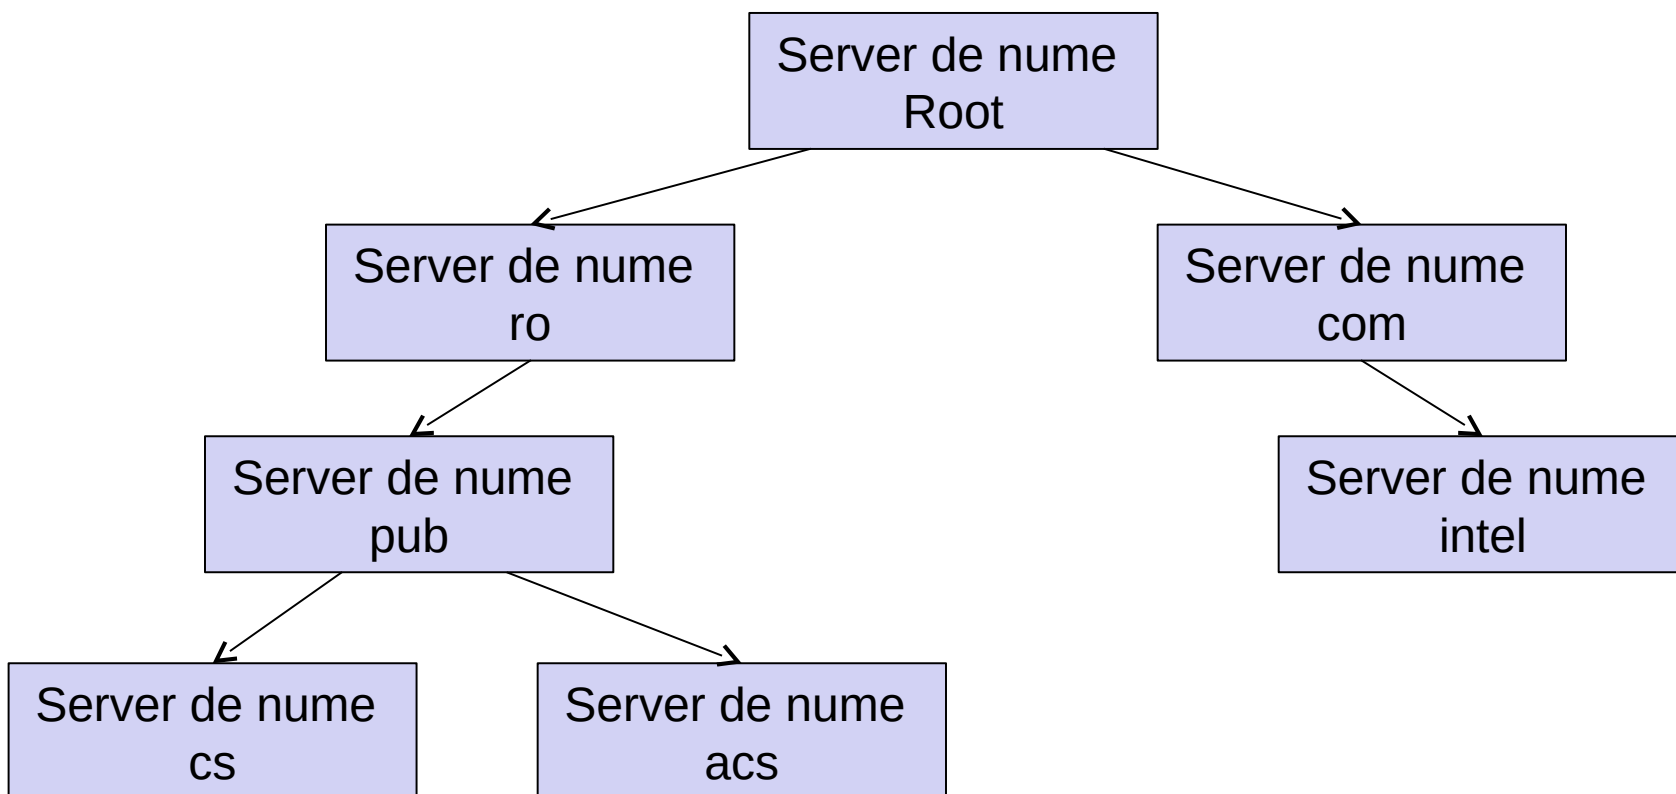 Server de nume
Root
Server de nume
ro
Server de nume
com
Server de nume
pub
Server de nume
intel
Server de nume
cs
Server de nume
acs